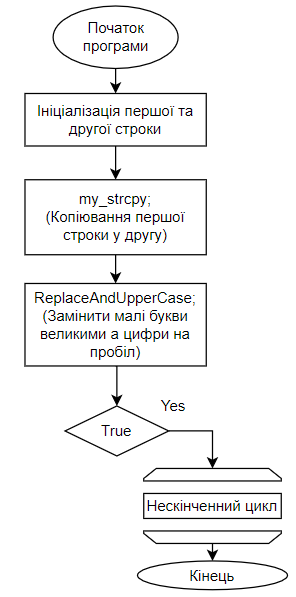 Початок
програми
Ініціалізація першої та
другої строки
my_strcpy;
(Копіювання першої
строки у другу)
ReplaceAndUpperCase;
(Замінити малі букви
великими а цифри на
пробіл)
Yes
True
Нескінченний цикл
Кінець